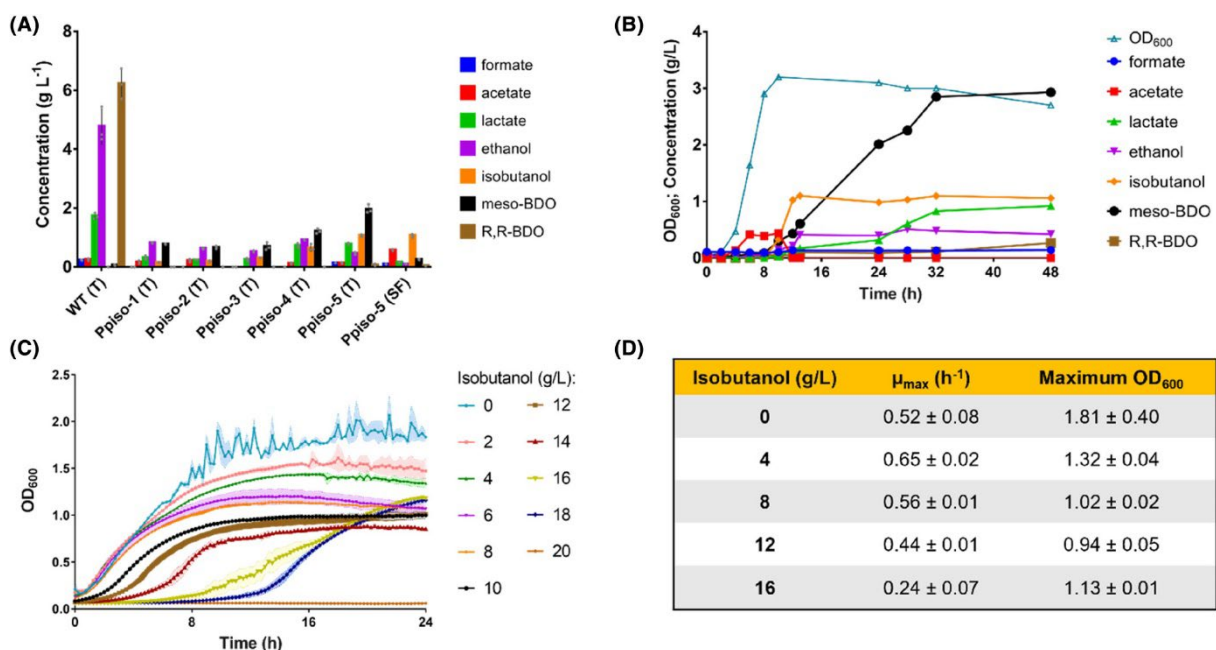 (A)
Concentration (g L⁻¹)
8
6
4
2
0
WT (T)
Ppiso-1 (T)
Ppiso-2 (T)
Ppiso-3 (T)
Ppiso-4 (T)
Ppiso-5 (T)
Ppiso-5 (SF)
formate
acetate
lactate
ethanol
isobutanol
meso-BDO
R,R-BDO
(B)
OD₆₀₀; Concentration (g/L)
4
3
2
1
0
0 8 16 24 32 40 48
Time (h)
OD₆₀₀
formate
acetate
lactate
ethanol
isobutanol
meso-BDO
R,R-BDO
(C)
OD₆₀₀
2.5
2.0
1.5
1.0
0.5
0.0
0 8 16 24
Time (h)
Isobutanol (g/L):
0 12
2 14
4 16
6 18
8 20
10
(D)
Isobutanol (g/L) μmax (h⁻¹) Maximum OD₆₀₀
0 0.52 ± 0.08 1.81 ± 0.40
4 0.65 ± 0.02 1.32 ± 0.04
8 0.56 ± 0.01 1.02 ± 0.02
12 0.44 ± 0.01 0.94 ± 0.05
16 0.24 ± 0.07 1.13 ± 0.01